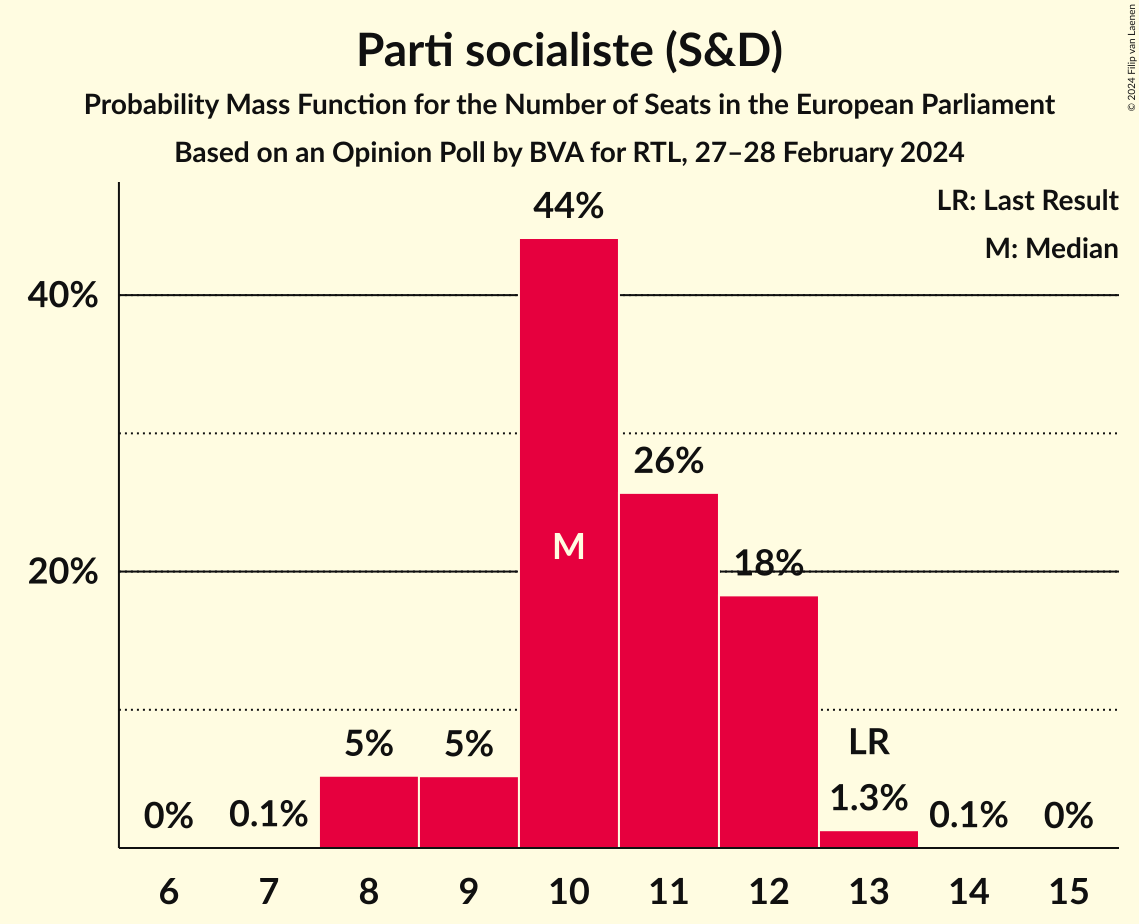 Parti socialiste (S&D)
Probability Mass Function for the Number of Seats in the European Parliament
Based on an Opinion Poll by BVA for RTL, 27–28 February 2024
© 2024 Filip van Laenen
LR: Last Result
M: Median
44%
40%
26%
M
20%
18%
5%
5%
LR
0%
0.1%
1.3%
0.1%
0%
6 7 8 9 10 11 12 13 14 15